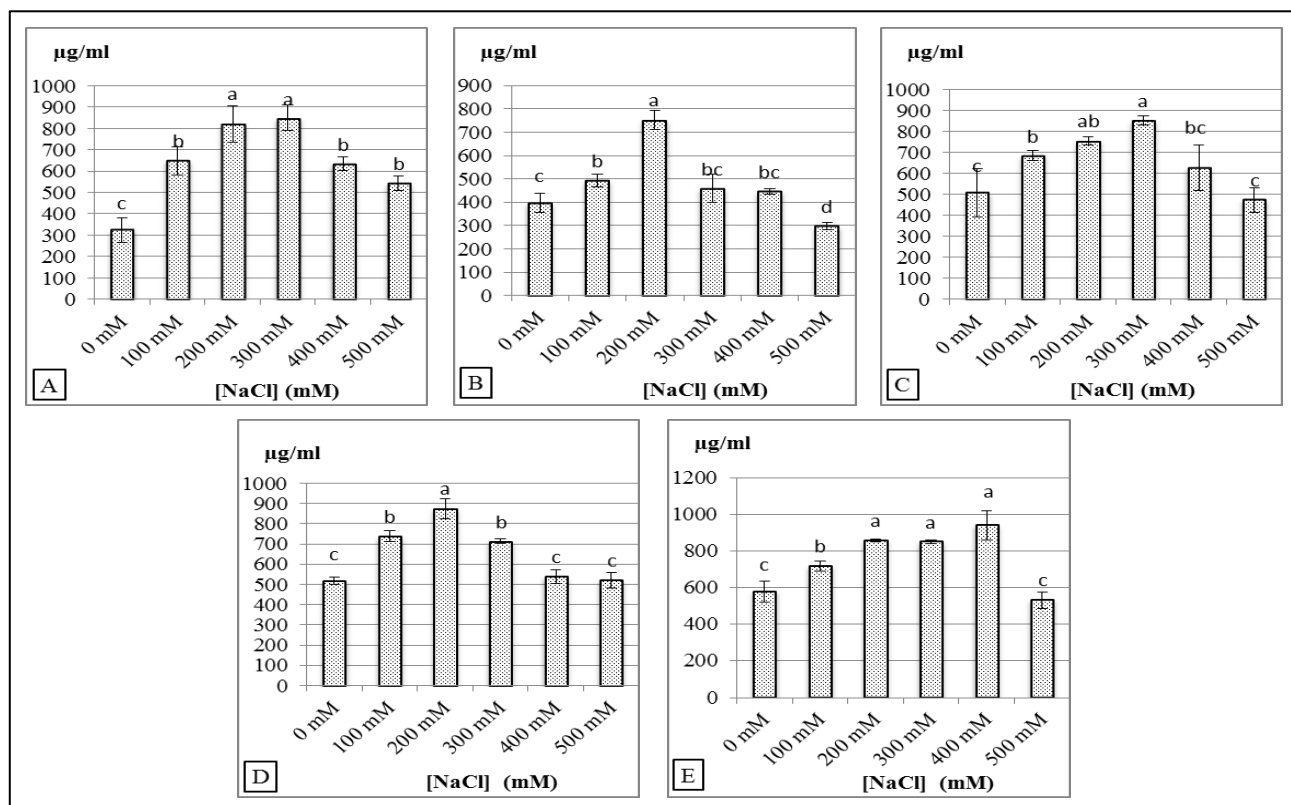 µg/ml
1000
900
800
700
600
500
400
300
200
100
0
c
b
a
a
b
b
0 mM
100 mM
200 mM
300 mM
400 mM
500 mM
[NaCl] (mM)
A
µg/ml
900
800
700
600
500
400
300
200
100
0
c
b
a
bc
bc
d
0 mM
100 mM
200 mM
300 mM
400 mM
500 mM
[NaCl] (mM)
B
µg/ml
1000
900
800
700
600
500
400
300
200
100
0
c
b
ab
a
bc
c
0 mM
100 mM
200 mM
300 mM
400 mM
500 mM
[NaCl] (mM)
C
µg/ml
1000
900
800
700
600
500
400
300
200
100
0
c
b
a
b
c
c
0 mM
100 mM
200 mM
300 mM
400 mM
500 mM
[NaCl] (mM)
D
µg/ml
1200
1000
800
600
400
200
0
c
b
a
a
a
c
0 mM
100 mM
200 mM
300 mM
400 mM
500 mM
[NaCl] (mM)
E